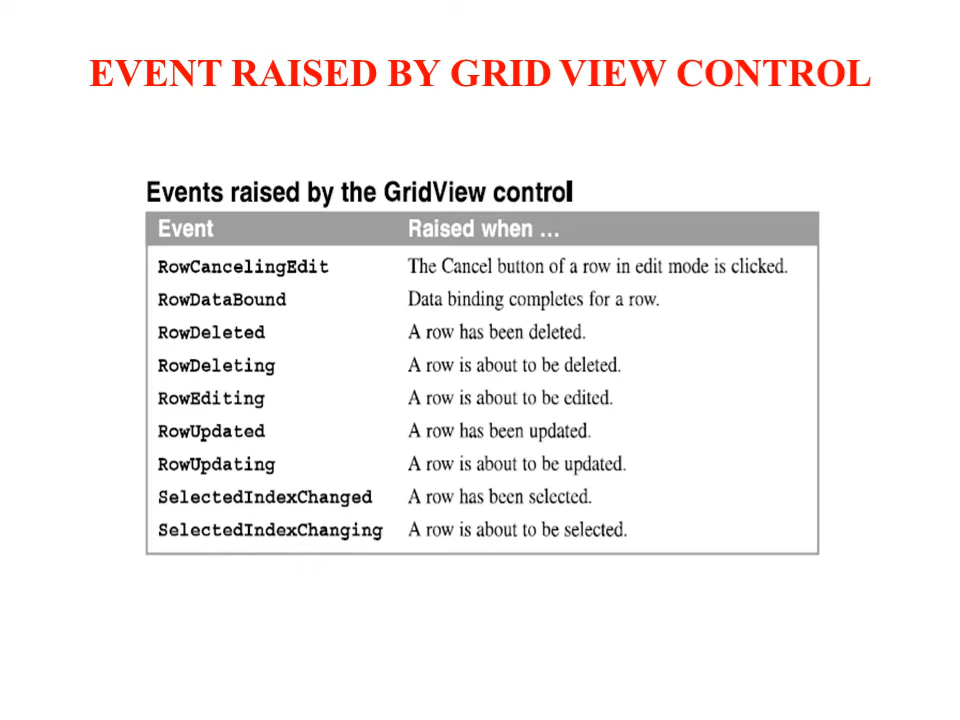 EVENT RAISED BY GRID VIEW CONTROL
Events raised by the GridView control
Event Raised when ...
RowCancelingEdit The Cancel button of a row in edit mode is clicked.
RowDataBound Data binding completes for a row.
RowDeleted A row has been deleted.
RowDeleting A row is about to be deleted.
RowEditing A row is about to be edited.
RowUpdated A row has been updated.
RowUpdating A row is about to be updated.
SelectedIndexChanged A row has been selected.
SelectedIndexChanging A row is about to be selected.